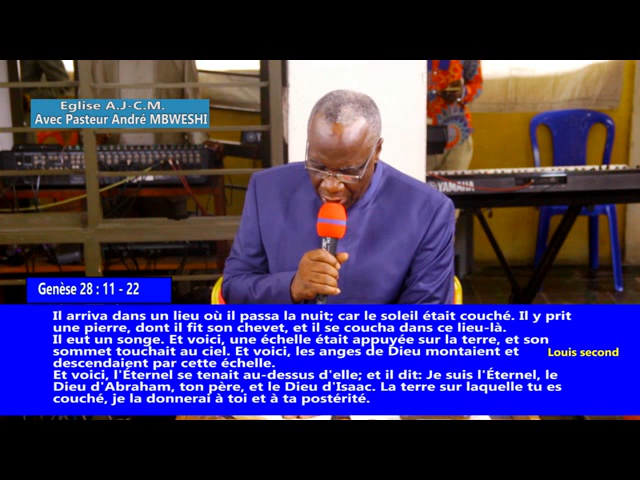 Eglise A.J-C.M.
Avec Pasteur André MBWESHI
YAMAHA
Genèse 28 : 11 - 22
Il arriva dans un lieu où il passa la nuit; car le soleil était couché. Il y prit
une pierre, dont il fit son chevet, et il se coucha dans ce lieu-là.
Il eut un songe. Et voici, une échelle était appuyée sur la terre, et son
sommet touchait au ciel. Et voici, les anges de Dieu montaient et
descendaient par cette échelle.
Louis second
Et voici, l'Éternel se tenait au-dessus d'elle; et il dit: Je suis l'Éternel, le
Dieu d'Abraham, ton père, et le Dieu d'Isaac. La terre sur laquelle tu es
couché, je la donnerai à toi et à ta postérité.